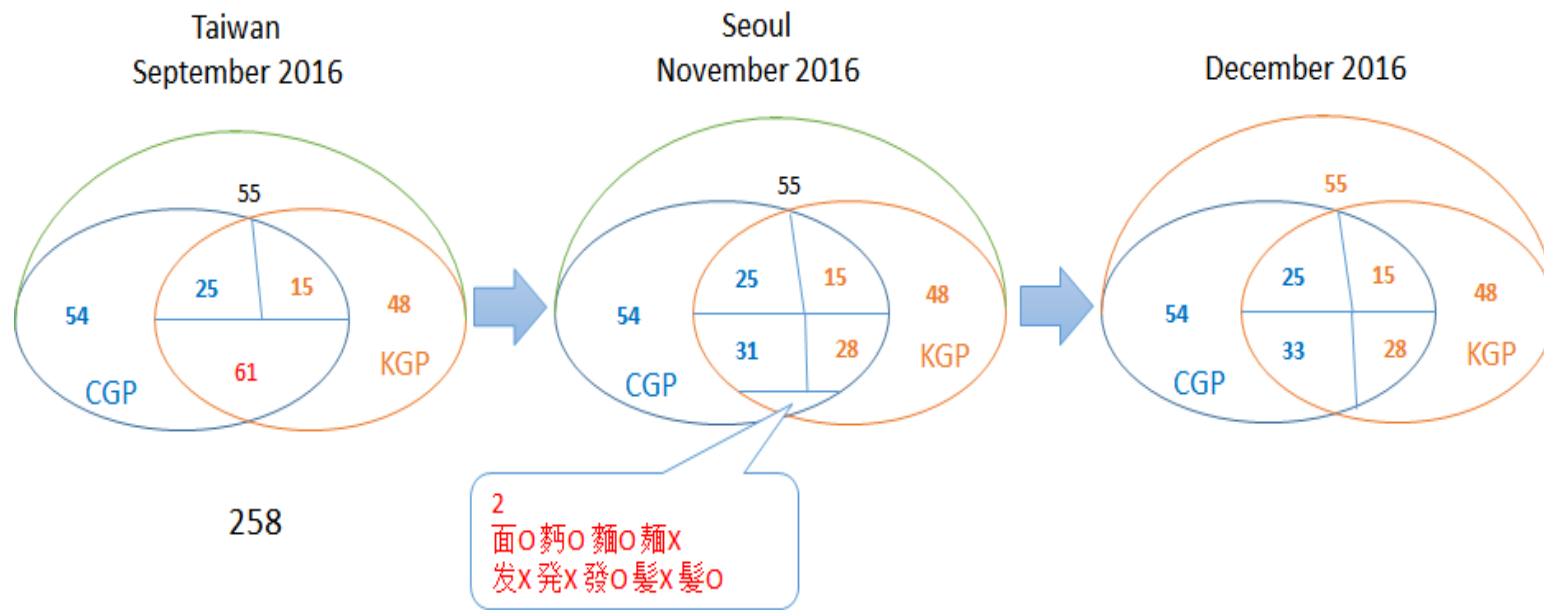 Taiwan
September 2016
55
25
15
54
48
61
CGP
KGP
258
Seoul
November 2016
55
25
15
54
48
31
28
CGP
KGP
2
面O 麪O 麵O 麺X
发X 発X 發O 髪X 髮O
December 2016
55
25
15
54
48
33
28
CGP
KGP